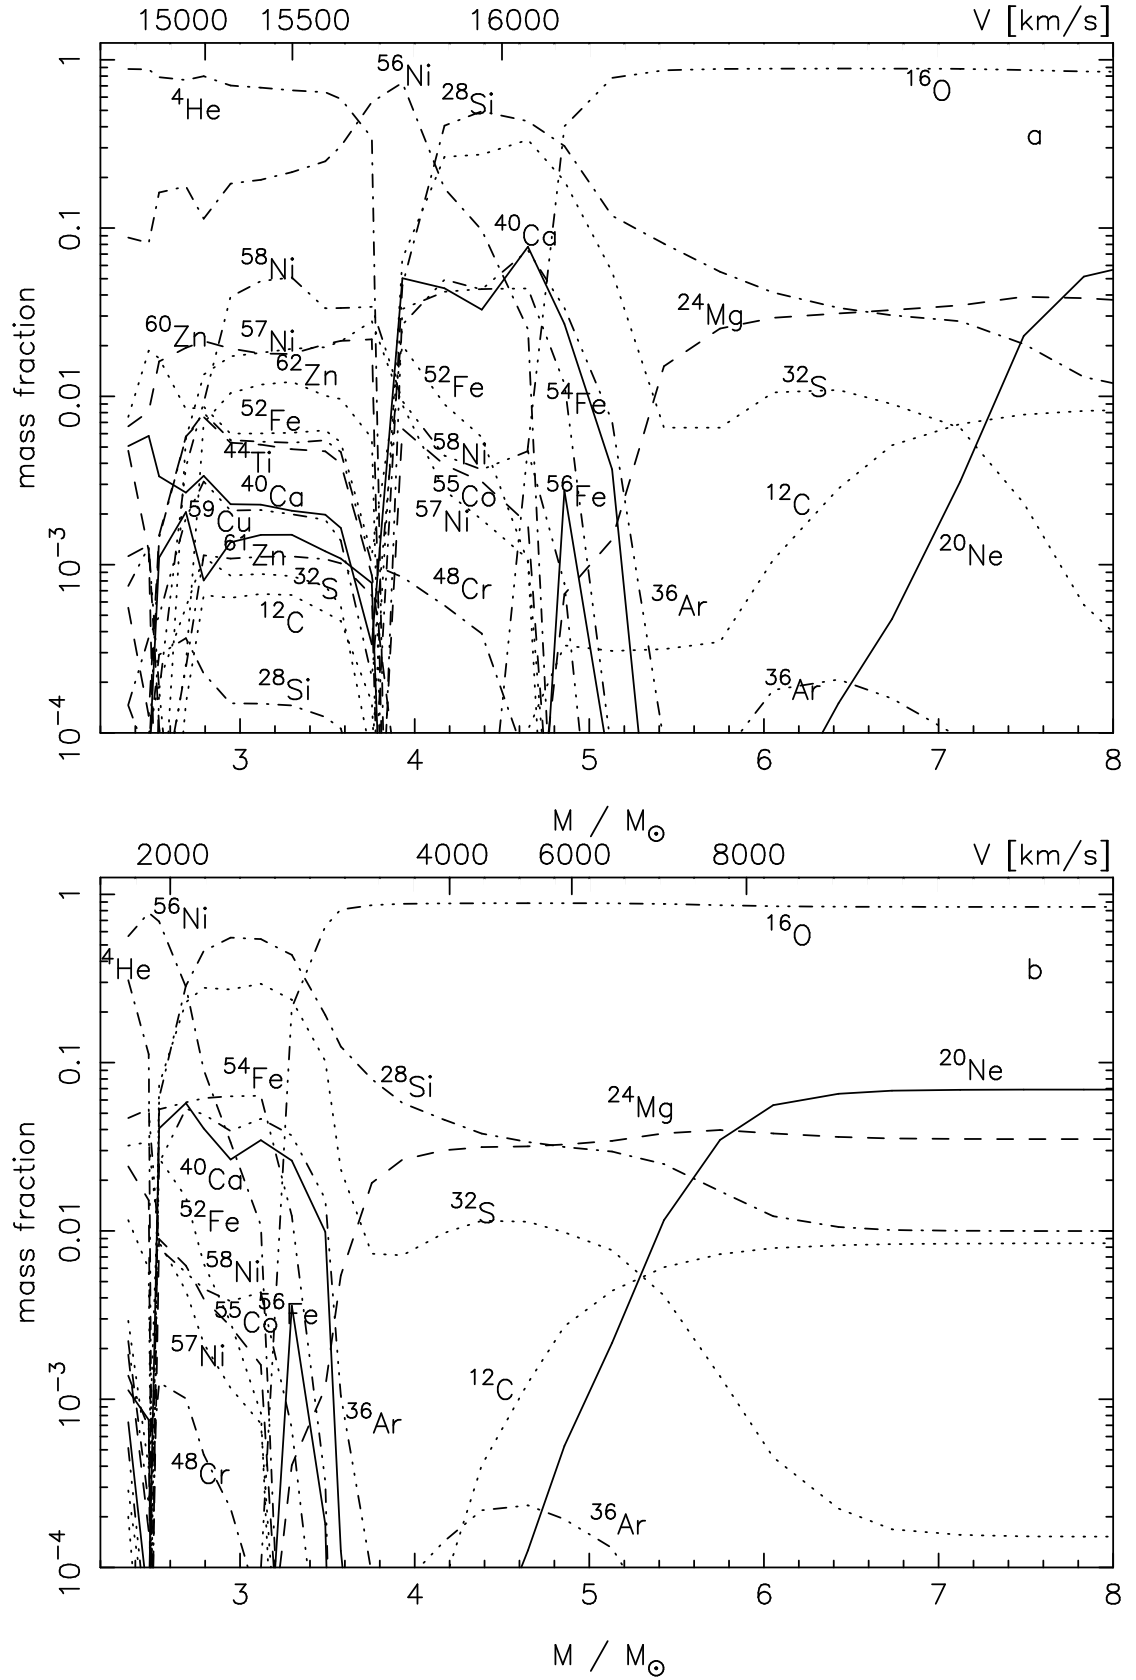 15000 15500 16000 V [km/s]
1
⁵⁶Ni
²⁸Si
¹⁶O
⁴He
a
0.1
⁴⁰Ca
⁵⁸Ni
²⁴Mg
⁶⁰Zn ⁵⁷Ni
⁶²Zn ⁵²Fe ³²S
0.01
⁵²Fe ⁵⁴Fe
⁴⁴Ti ⁵⁸Ni
⁴⁰Ca ⁵⁵Co ⁵⁶Fe ¹²C
⁵⁹Cu ⁵⁷Ni
⁶¹Zn ²⁰Ne
10⁻³
³²S ⁴⁸Cr
¹²C ³⁶Ar
²⁸Si ³⁶Ar
10⁻⁴
mass fraction
3 4 5 6 7 8
M / M⊙
2000 4000 6000 8000 V [km/s]
1
⁵⁶Ni
¹⁶O
⁴He
b
0.1
⁵⁴Fe ²⁸Si ²⁰Ne
²⁴Mg
⁴⁰Ca
⁵²Fe ³²S
0.01
⁵⁸Ni
⁵⁵Co ⁵⁶Fe
⁵⁷Ni
¹²C
10⁻³
³⁶Ar
⁴⁸Cr
³⁶Ar
10⁻⁴
mass fraction
3 4 5 6 7 8
M / M⊙